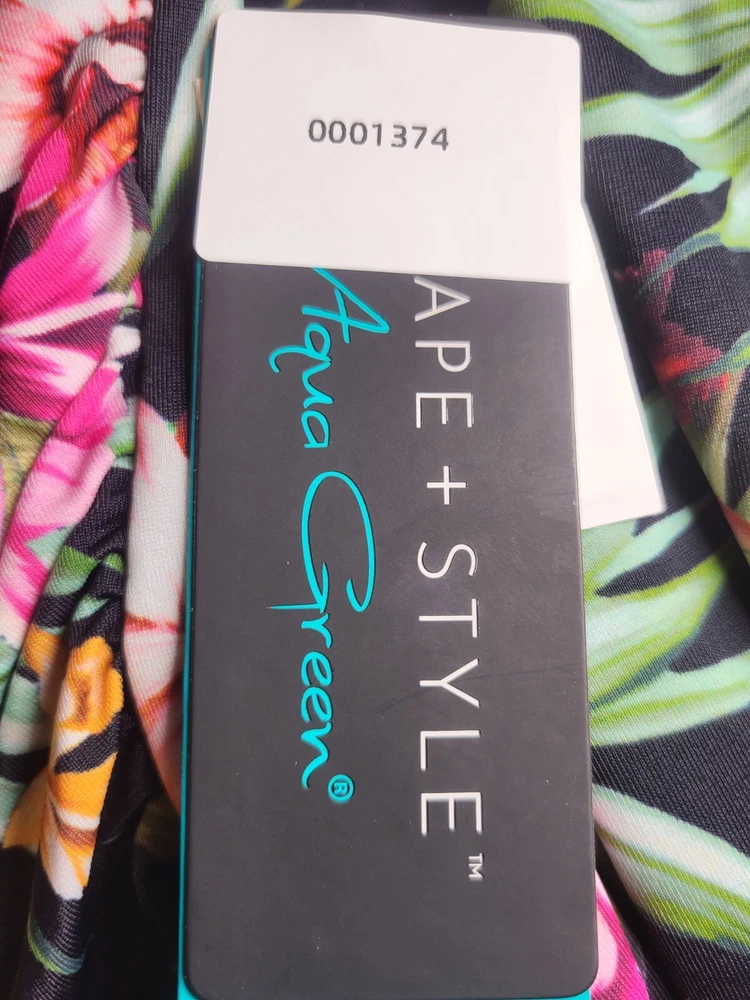 0001374
APE + STYLE™
Aqua Green®